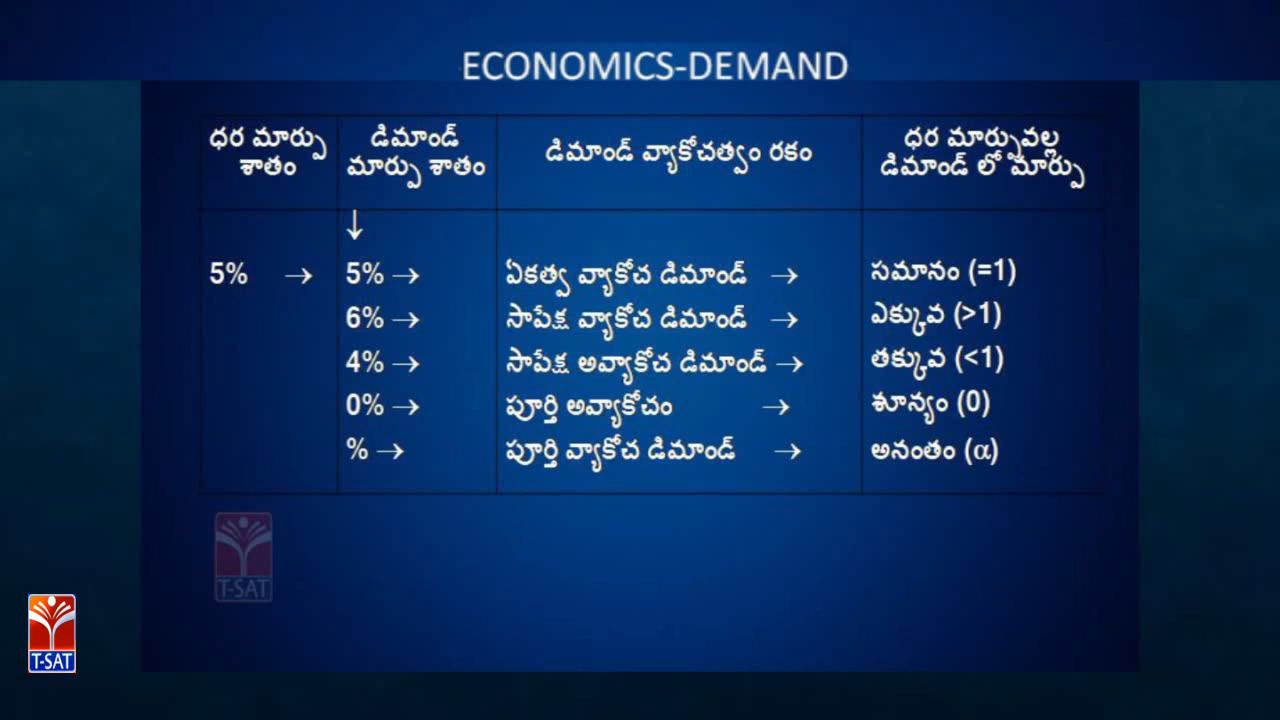 ECONOMICS-DEMAND
ధర మార్పు శాతం
డిమాండ్ మార్పు శాతం
డిమాండ్ వ్యాకోచత్వం రకం
ధర మార్పువల్ల డిమాండ్ లో మార్పు
↓
5% → 5% → ఏకత్వ వ్యాకోచ డిమాండ్ → సమానం (=1)
6% → సాపేక్ష వ్యాకోచ డిమాండ్ → ఎక్కువ (>1)
4% → సాపేక్ష అవ్యాకోచ డిమాండ్ → తక్కువ (<1)
0% → పూర్తి అవ్యాకోచం → శూన్యం (0)
% → పూర్తి వ్యాకోచ డిమాండ్ → అనంతం (α)
T-SAT
T-SAT